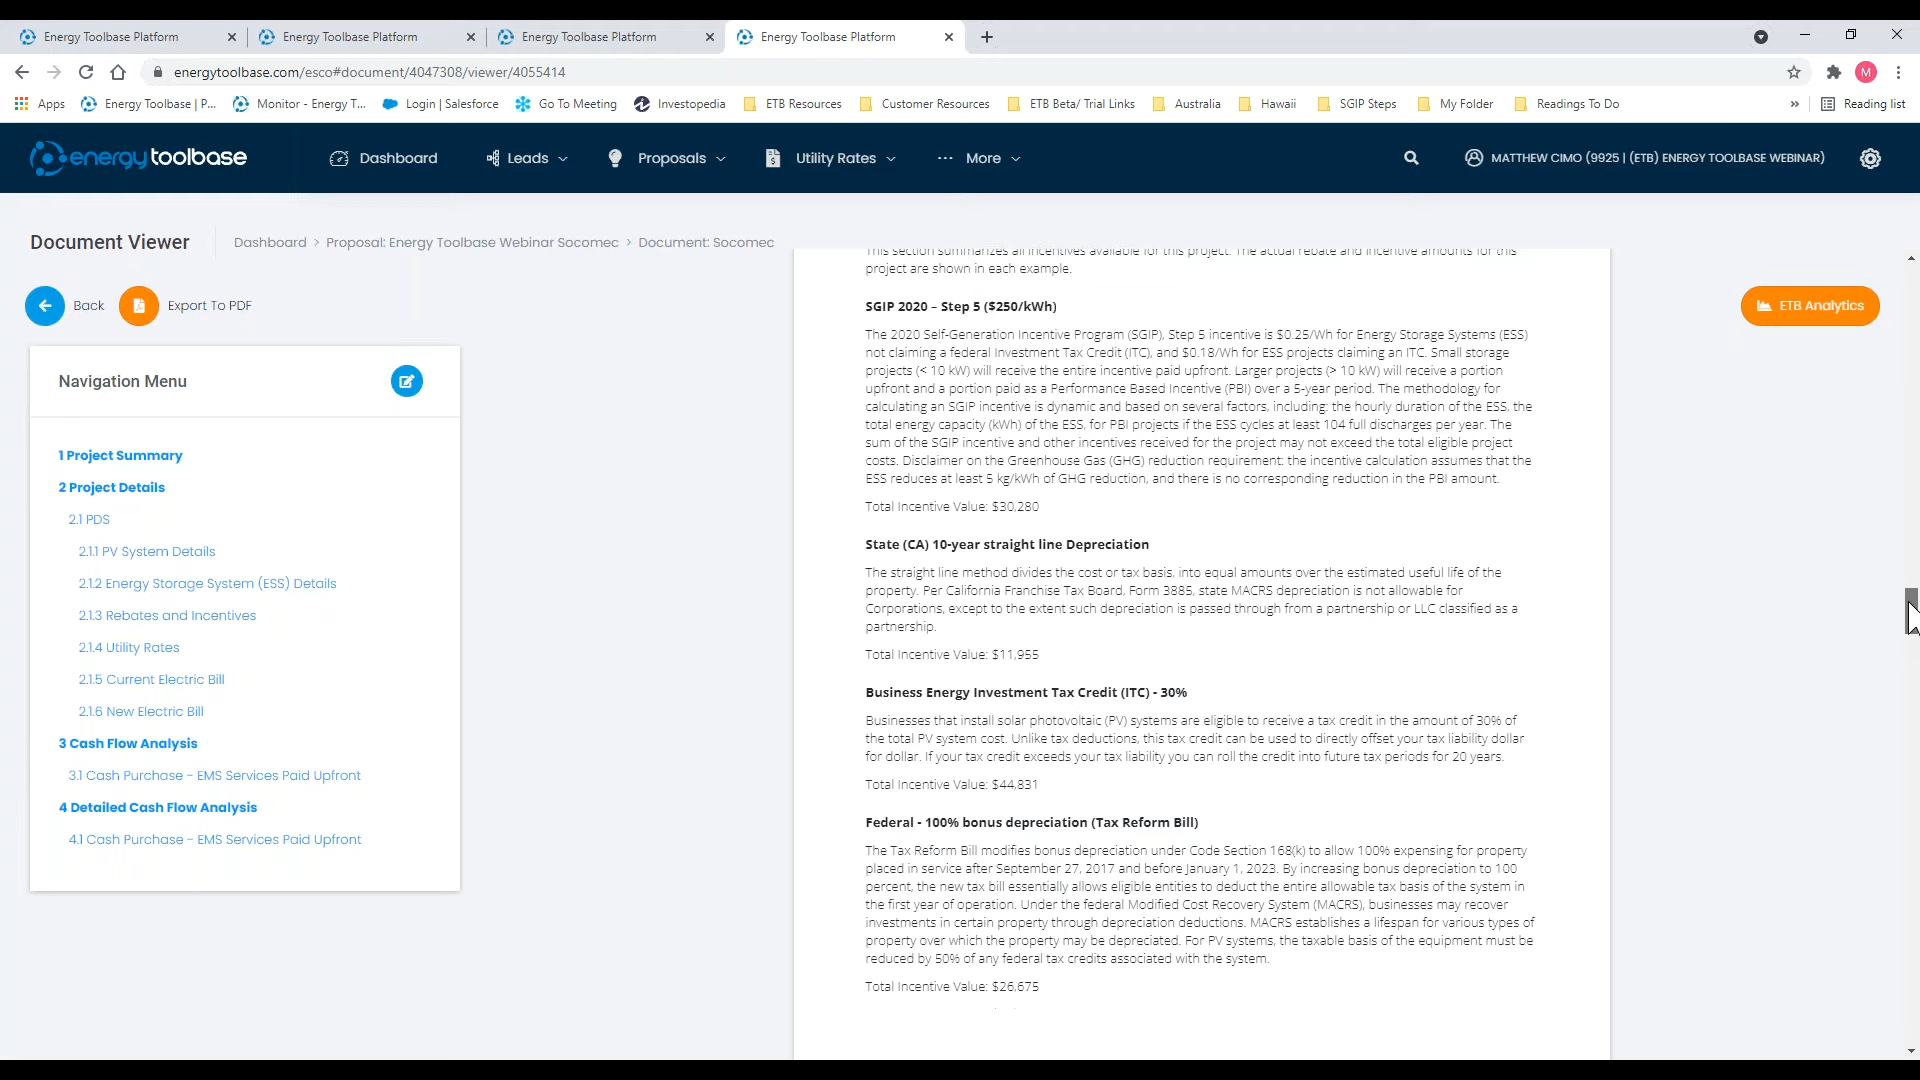 Energy Toolbase Platform
Energy Toolbase Platform
Energy Toolbase Platform
Energy Toolbase Platform
energytoolbase.com/esco#document/4047308/viewer/4055414
M
Apps
Energy Toolbase | P...
Monitor - Energy T...
Login | Salesforce
Go To Meeting
Investopedia
ETB Resources
Customer Resources
ETB Beta/ Trial Links
Australia
Hawaii
SGIP Steps
My Folder
Readings To Do
»
Reading list
energytoolbase
Dashboard
Leads
Proposals
Utility Rates
More
MATTHEW CIMO (9925 | (ETB) ENERGY TOOLBASE WEBINAR)
Document Viewer
Dashboard > Proposal: Energy Toolbase Webinar Socomec > Document: Socomec
Back
Export To PDF
ETB Analytics
Navigation Menu
1 Project Summary
2 Project Details
2.1 PDS
2.1.1 PV System Details
2.1.2 Energy Storage System (ESS) Details
2.1.3 Rebates and Incentives
2.1.4 Utility Rates
2.1.5 Current Electric Bill
2.1.6 New Electric Bill
3 Cash Flow Analysis
3.1 Cash Purchase - EMS Services Paid Upfront
4 Detailed Cash Flow Analysis
4.1 Cash Purchase - EMS Services Paid Upfront
This section summarizes all incentives available for this project. The actual rebate and incentive amounts for this
project are shown in each example.
SGIP 2020 – Step 5 ($250/kWh)
The 2020 Self-Generation Incentive Program (SGIP), Step 5 incentive is $0.25/Wh for Energy Storage Systems (ESS)
not claiming a federal Investment Tax Credit (ITC), and $0.18/Wh for ESS projects claiming an ITC. Small storage
projects (< 10 kW) will receive the entire incentive paid upfront. Larger projects (> 10 kW) will receive a portion
upfront and a portion paid as a Performance Based Incentive (PBI) over a 5-year period. The methodology for
calculating an SGIP incentive is dynamic and based on several factors, including: the hourly duration of the ESS, the
total energy capacity (kWh) of the ESS, for PBI projects if the ESS cycles at least 104 full discharges per year. The
sum of the SGIP incentive and other incentives received for the project may not exceed the total eligible project
costs. Disclaimer on the Greenhouse Gas (GHG) reduction requirement: the incentive calculation assumes that the
ESS reduces at least 5 kg/kWh of GHG reduction, and there is no corresponding reduction in the PBI amount.
Total Incentive Value: $30,280
State (CA) 10-year straight line Depreciation
The straight line method divides the cost or tax basis, into equal amounts over the estimated useful life of the
property. Per California Franchise Tax Board, Form 3885, state MACRS depreciation is not allowable for
Corporations, except to the extent such depreciation is passed through from a partnership or LLC classified as a
partnership.
Total Incentive Value: $11,955
Business Energy Investment Tax Credit (ITC) - 30%
Businesses that install solar photovoltaic (PV) systems are eligible to receive a tax credit in the amount of 30% of
the total PV system cost. Unlike tax deductions, this tax credit can be used to directly offset your tax liability dollar
for dollar. If your tax credit exceeds your tax liability you can roll the credit into future tax periods for 20 years.
Total Incentive Value: $44,831
Federal - 100% bonus depreciation (Tax Reform Bill)
The Tax Reform Bill modifies bonus depreciation under Code Section 168(k) to allow 100% expensing for property
placed in service after September 27, 2017 and before January 1, 2023. By increasing bonus depreciation to 100
percent, the new tax bill essentially allows eligible entities to deduct the entire allowable tax basis of the system in
the first year of operation. Under the federal Modified Cost Recovery System (MACRS), businesses may recover
investments in certain property through depreciation deductions. MACRS establishes a lifespan for various types of
property over which the property may be depreciated. For PV systems, the taxable basis of the equipment must be
reduced by 50% of any federal tax credits associated with the system.
Total Incentive Value: $26,675